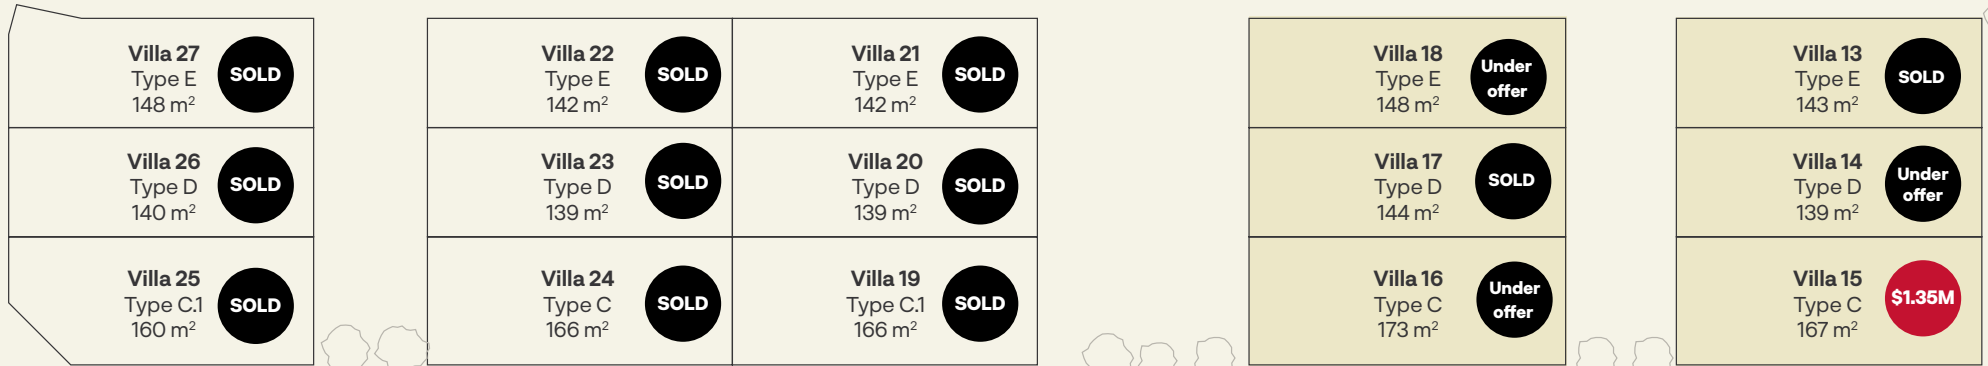 Villa 27
Type E
148 m²
SOLD
Villa 22
Type E
142 m²
SOLD
Villa 21
Type E
142 m²
SOLD
Villa 18
Type E
148 m²
Under
offer
Villa 13
Type E
143 m²
SOLD
Villa 26
Type D
140 m²
SOLD
Villa 23
Type D
139 m²
SOLD
Villa 20
Type D
139 m²
SOLD
Villa 17
Type D
144 m²
SOLD
Villa 14
Type D
139 m²
Under
offer
Villa 25
Type C.1
160 m²
SOLD
Villa 24
Type C
166 m²
SOLD
Villa 19
Type C.1
166 m²
SOLD
Villa 16
Type C
173 m²
Under
offer
Villa 15
Type C
167 m²
$1.35M